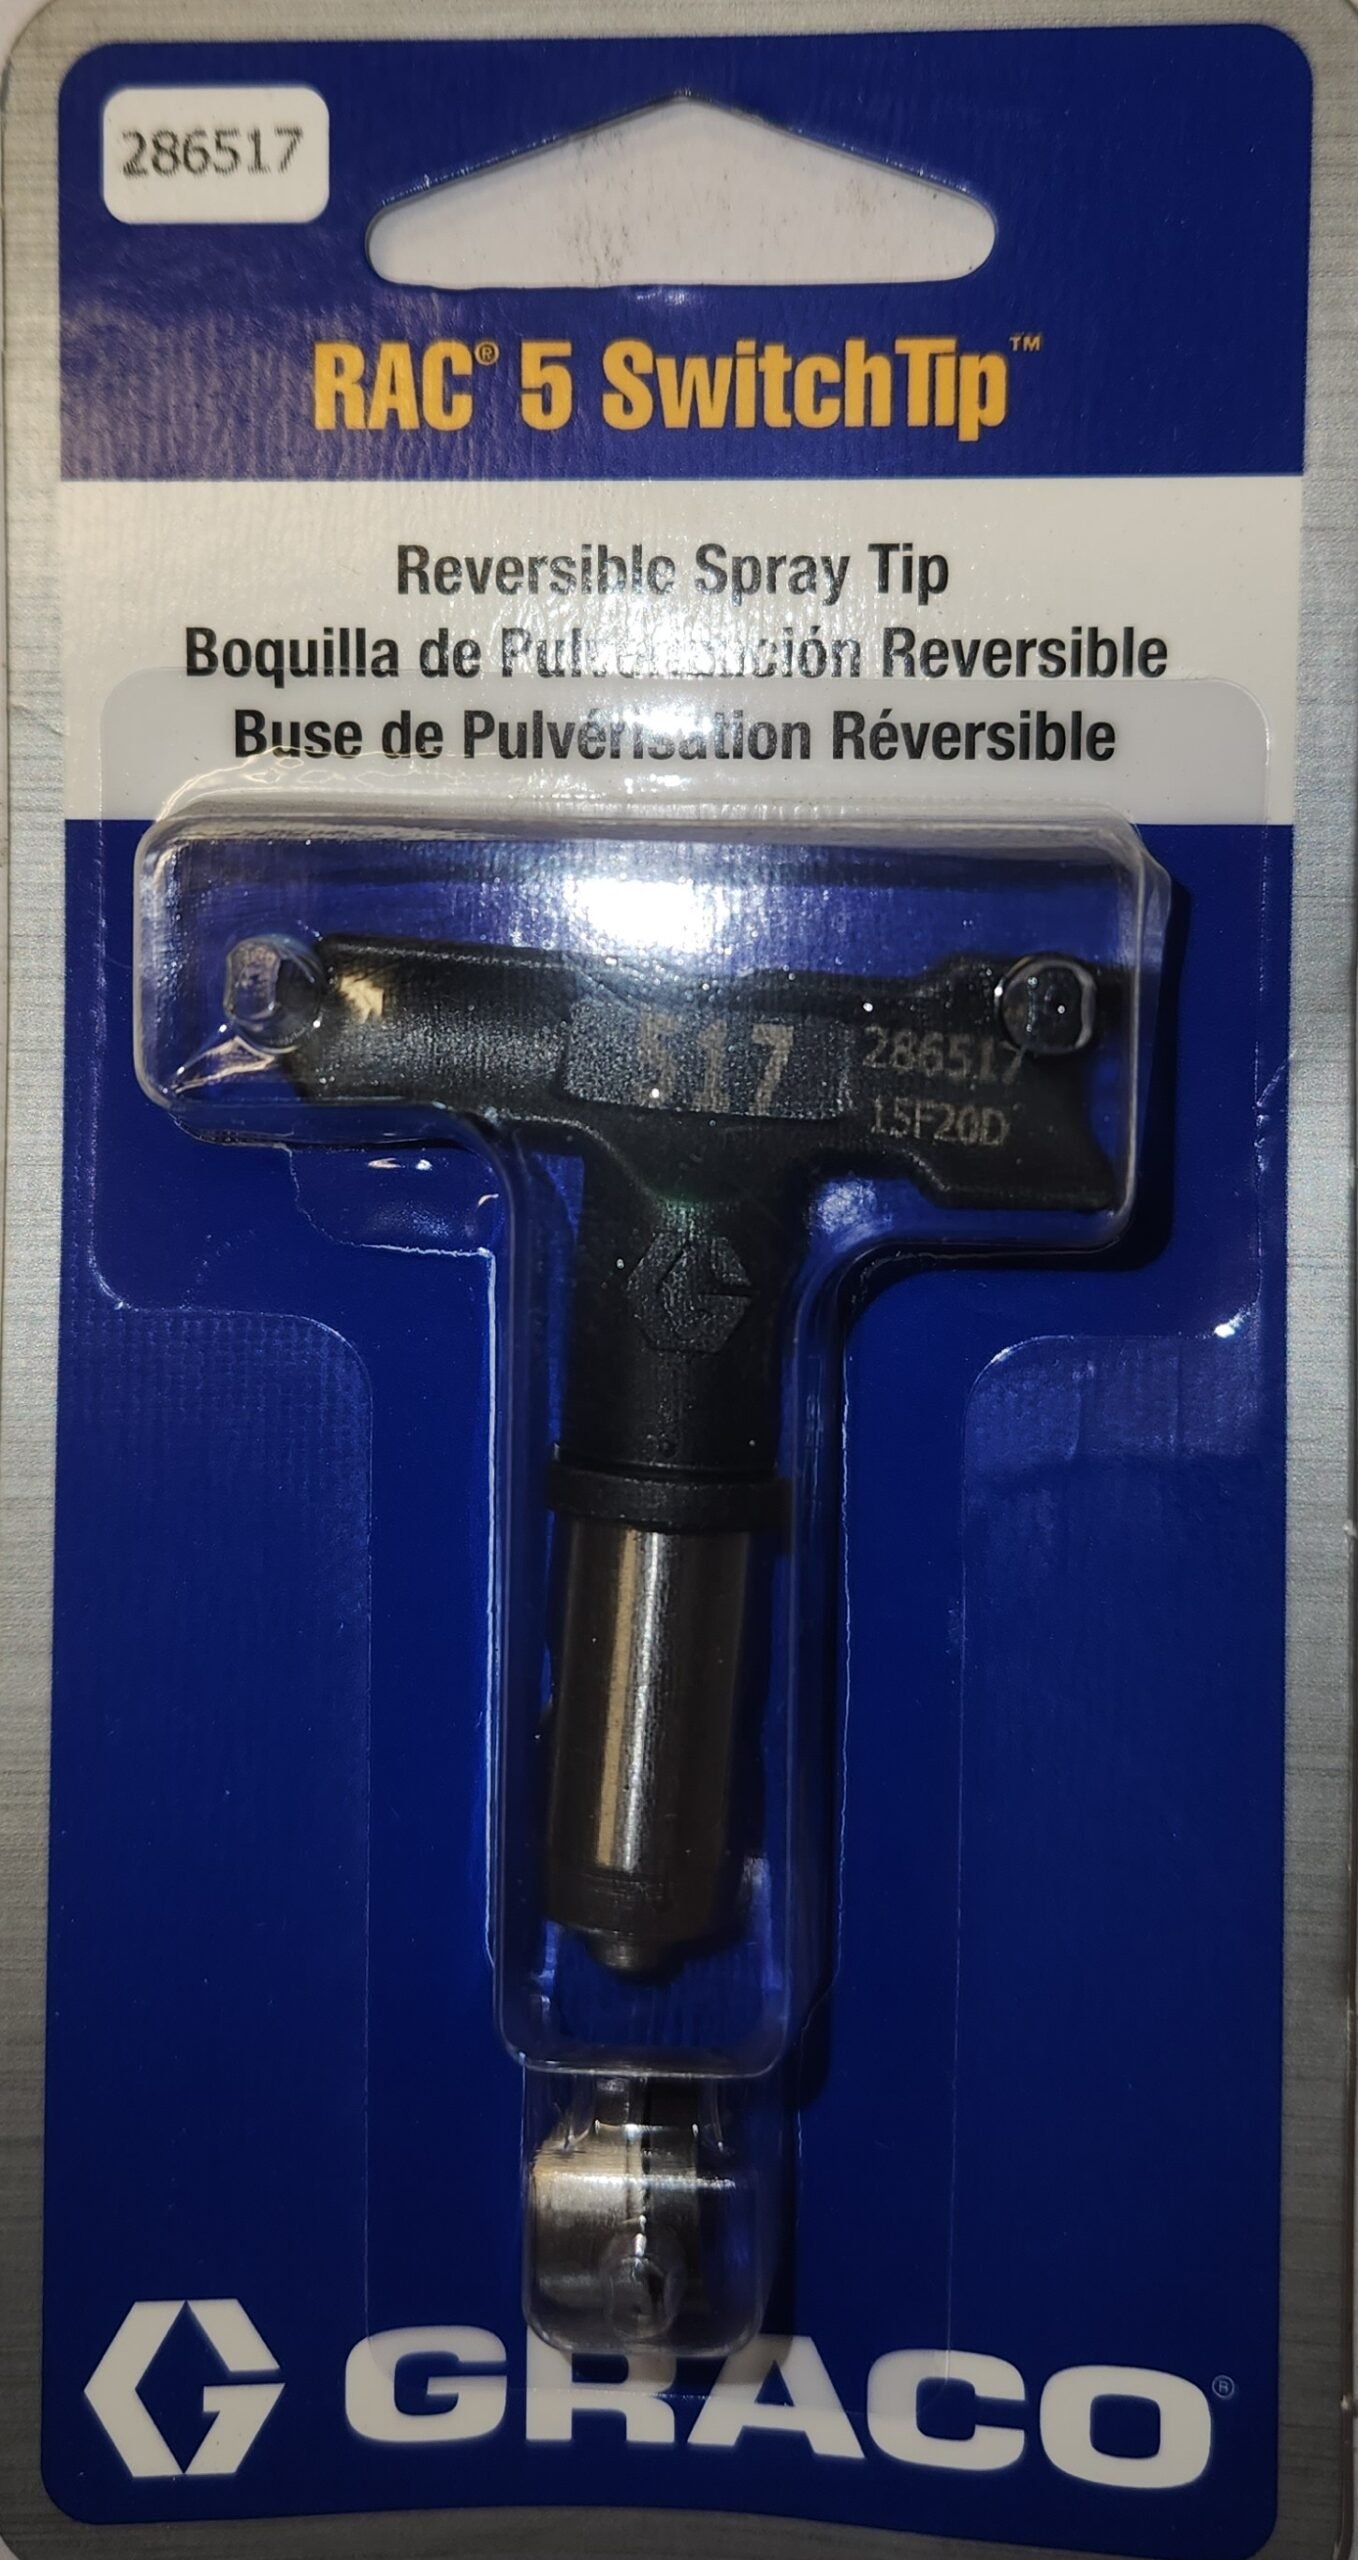 286517
RAC® 5 SwitchTip™
Reversible Spray Tip
Boquilla de Pulverización Reversible
Buse de Pulvérisation Réversible
517
286517
15F20D
GRACO®